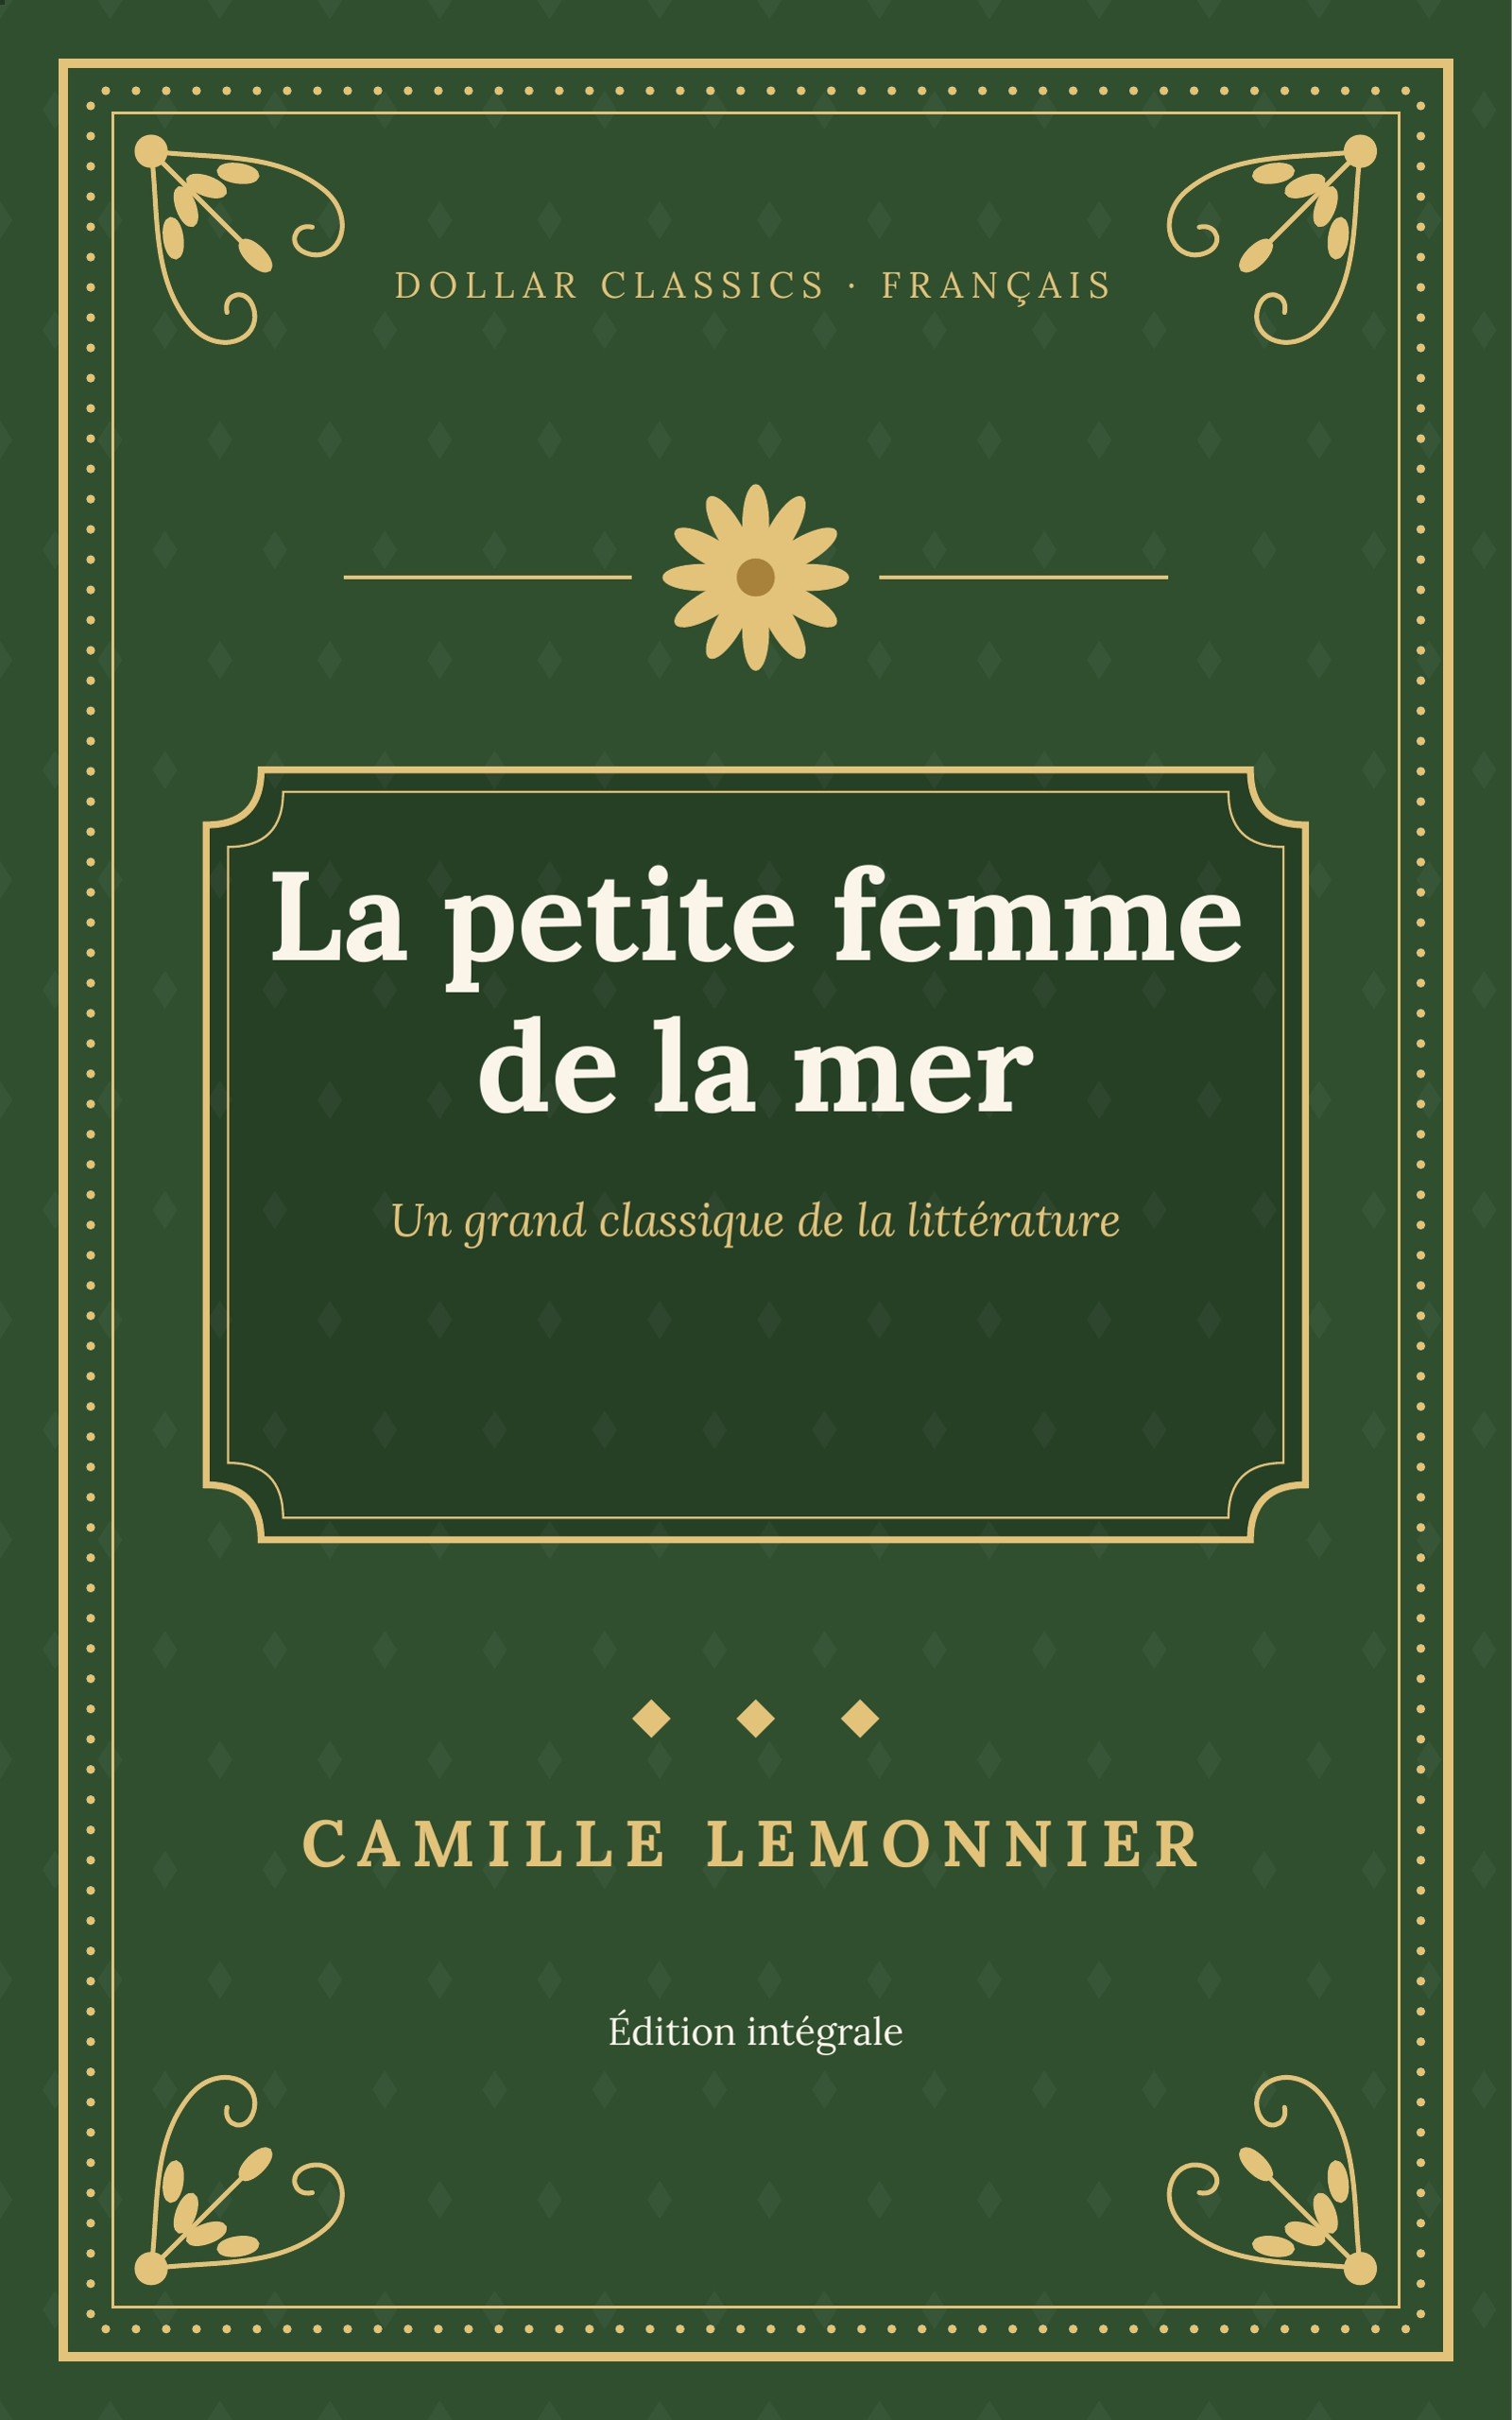 DOLLAR CLASSICS · FRANÇAIS
La petite femme
de la mer
Un grand classique de la littérature
CAMILLE LEMONNIER
Édition intégrale